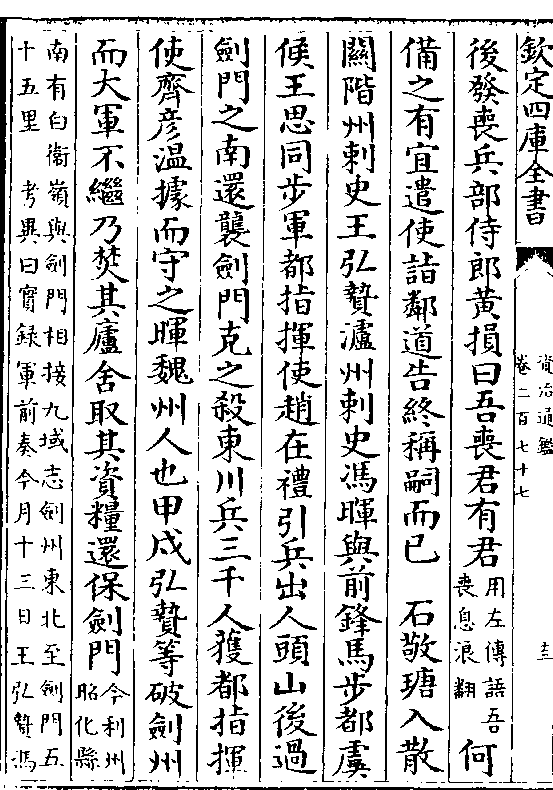 欽定四庫全書
資治通鑑
卷二百七十七
後發喪兵部侍郎黄損曰吾喪君有君用左傳語吾喪息浪翻何
備之有宜遣使詣鄰道告終稱嗣而已　石敬瑭入散
關階州刺史王弘贄瀘州刺史馮暉與前鋒馬步都虞
候王思同步軍都指揮使趙在禮引兵出人頭山後過
劍門之南還襲劍門克之殺東川兵三千人獲都指揮
使齊彦温據而守之暉魏州人也甲戍弘贄等破劍州
而大軍不繼乃焚其廬舍取其資糧還保劍門今利州昭化縣
南有白衛嶺與劍門相接九域志劍州東北至劍門五
十五里　考異曰實録軍前奏今月十三日王弘贄馮